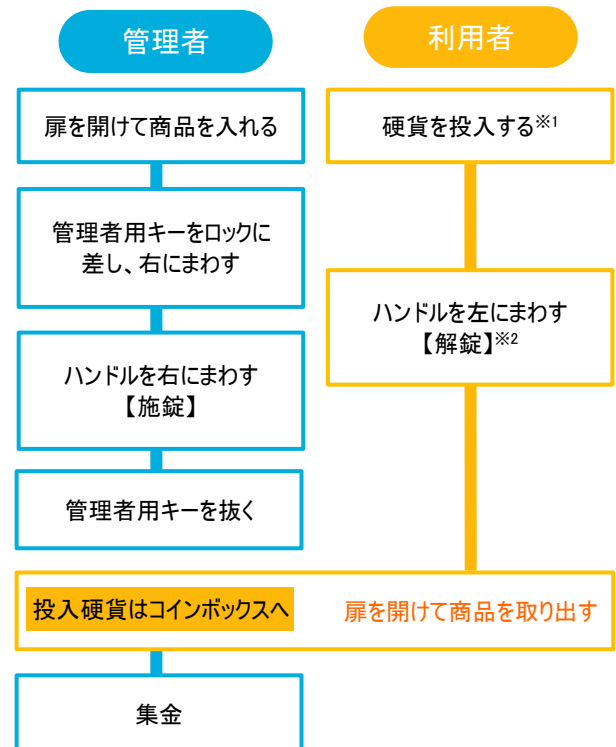 管理者
利用者
扉を開けて商品を入れる
硬貨を投入する※1
管理者用キーをロックに
差し、右にまわす
ハンドルを左にまわす
【解錠】※2
ハンドルを右にまわす
【施錠】
管理者用キーを抜く
投入硬貨はコインボックスへ
扉を開けて商品を取り出す
集金